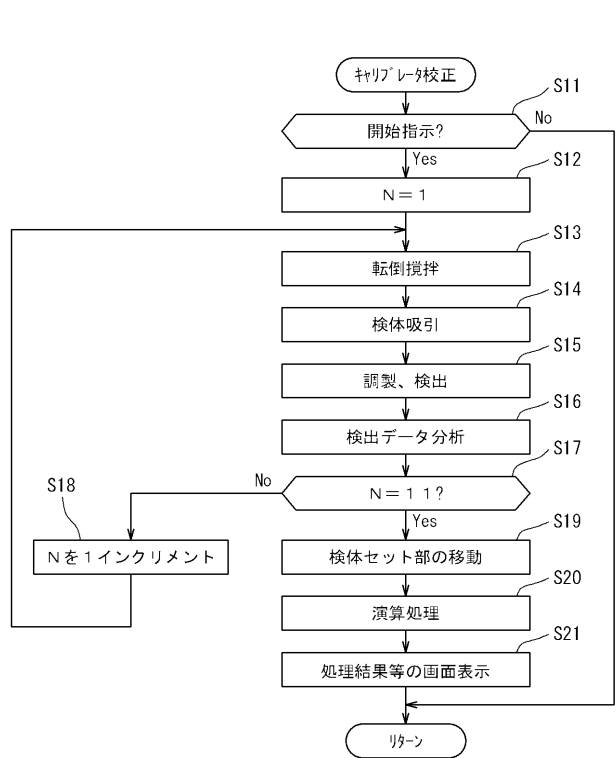 ｷｬﾘﾌﾞﾚｰﾀ校正
S11
開始指示?
No
Yes
S12
N＝１
S13
転倒撹拌
S14
検体吸引
S15
調製、検出
S16
検出データ分析
S17
N＝１１?
No
Yes
S18
Nを１インクリメント
S19
検体セット部の移動
S20
演算処理
S21
処理結果等の画面表示
ﾘﾀｰﾝ